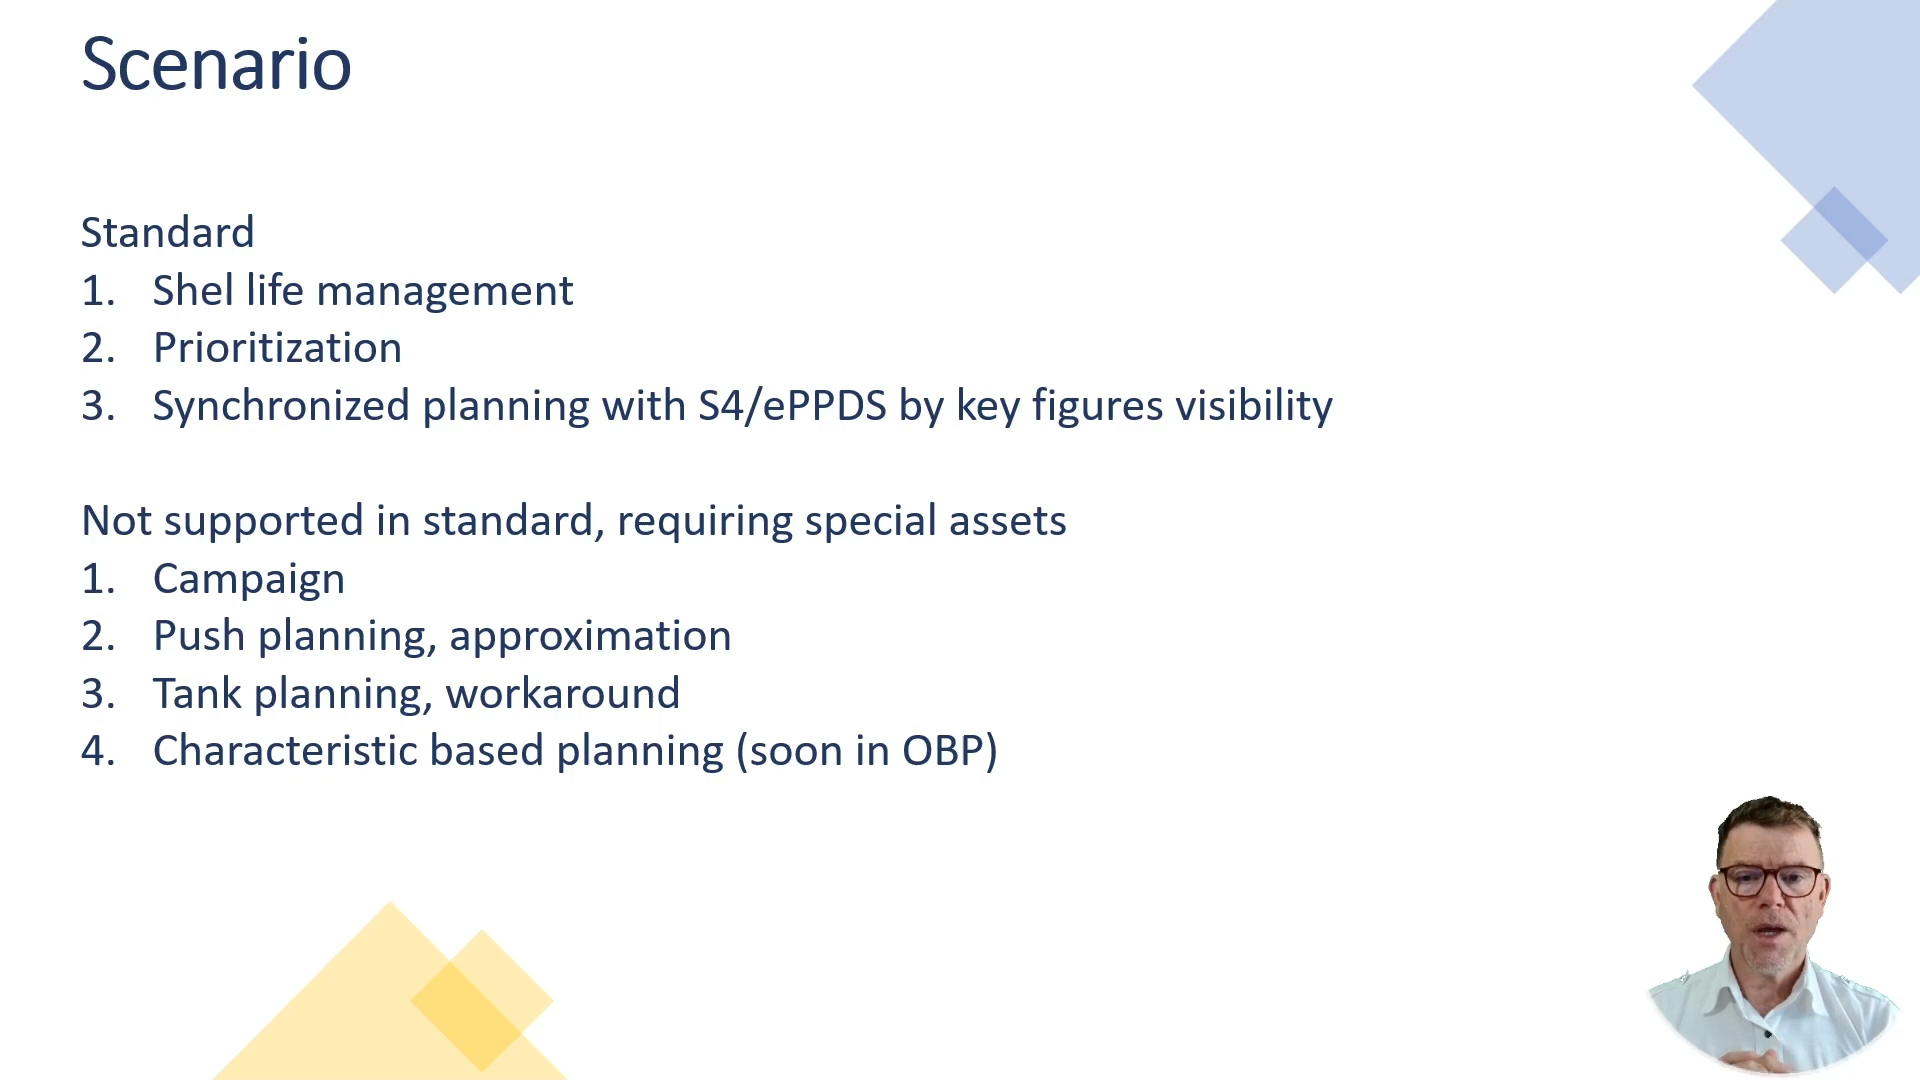 Scenario
Standard
1. Shel life management
2. Prioritization
3. Synchronized planning with S4/ePPDS by key figures visibility
Not supported in standard, requiring special assets
1. Campaign
2. Push planning, approximation
3. Tank planning, workaround
4. Characteristic based planning (soon in OBP)